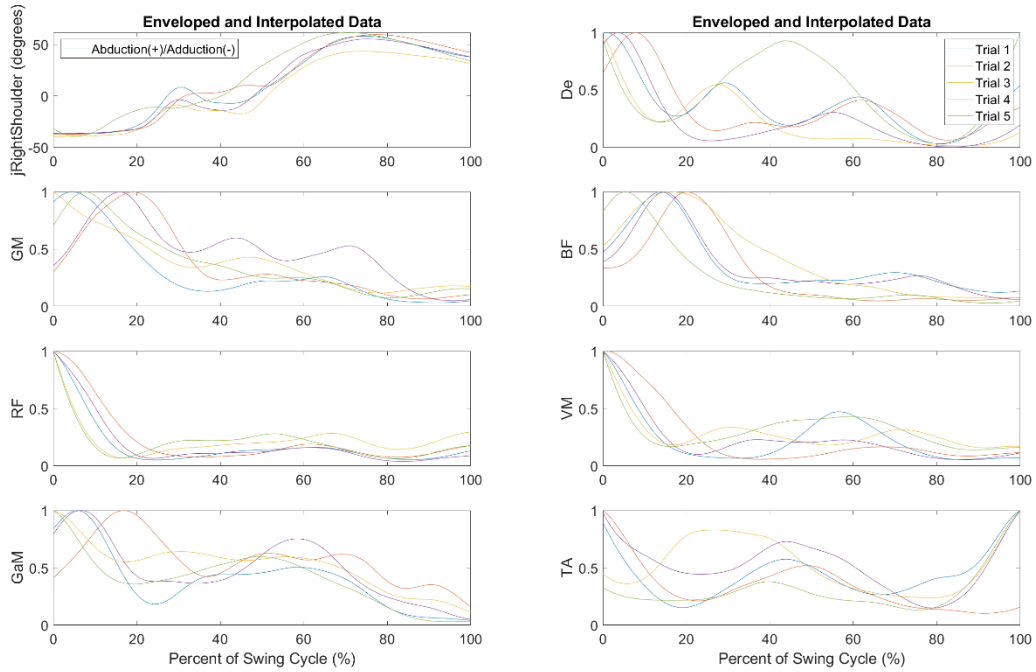 Enveloped and Interpolated Data
jRightShoulder (degrees)
50
0
-50
Abduction(+)/Adduction(-)
0 20 40 60 80 100
Enveloped and Interpolated Data
De
1
0.5
0
Trial 1
Trial 2
Trial 3
Trial 4
Trial 5
0 20 40 60 80 100
GM
1
0.5
0
0 20 40 60 80 100
BF
1
0.5
0
0 20 40 60 80 100
RF
1
0.5
0
0 20 40 60 80 100
VM
1
0.5
0
0 20 40 60 80 100
GaM
1
0.5
0
0 20 40 60 80 100
Percent of Swing Cycle (%)
TA
1
0.5
0
0 20 40 60 80 100
Percent of Swing Cycle (%)